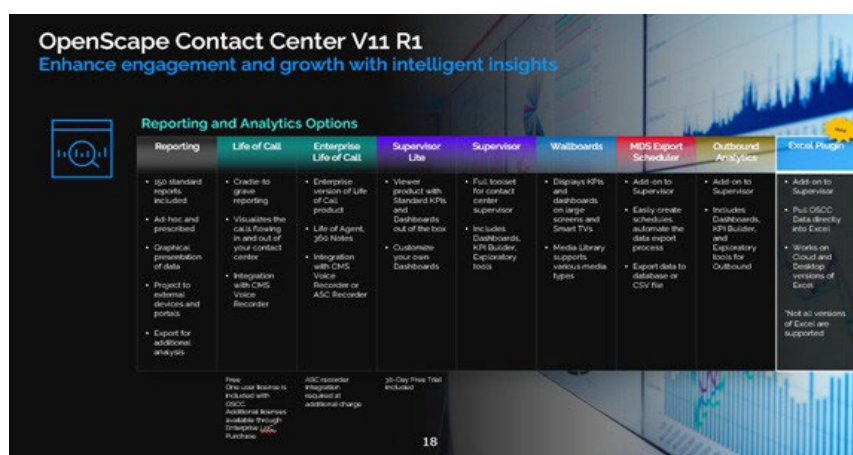 OpenScape Contact Center V11 R1
Enhance engagement and growth with intelligent insights
Reporting and Analytics Options
Reporting
• 150 standard
reports
included
• Ad-hoc and
prescribed
• Graphical
presentation
of data
• Project to
external
devices and
portals
• Export for
additional
analysis
Life of Call
• Cradle-to
grave
reporting
• Visualizes the
calls flowing
in and out of
your contact
center
• Integration
with CMS
Voice
Recorder
Free
One user license is
included with
OSCC
Additional licenses
available through
Enterprise LoC
Purchase
Enterprise
Life of Call
• Enterprise
version of Life
of Call
product
• Life of Agent,
360 Notes
• Integration
with CMS
Voice
Recorder or
ASC Recorder
ASC recorder
integration
required at
additional charge
Supervisor
Lite
• Viewer
product with
Standard KPIs
and
Dashboards
out of the box
• Customize
your own
Dashboards
30-Day Free Trial
included
Supervisor
• Full toolset
for contact
center
supervisor
• Includes
Dashboards,
KPI Builder,
Exploratory
tools
Wallboards
• Displays KPIs
and
dashboards
on large
screens and
Smart TVs
• Media Library
supports
various media
types
MDS Export
Scheduler
• Add-on to
Supervisor
• Easily create
schedules
automate the
data export
process
• Export data to
database or
CSV file
Outbound
Analytics
• Add-on to
Supervisor
• Includes
Dashboards,
KPI Builder,
and
Exploratory
tools for
Outbound
Excel Plugin
• Add-on to
Supervisor
• Pull OSCC
Data directly
into Excel
• Works on
Cloud and
Desktop
versions of
Excel
*Not all versions
of Excel are
supported
18